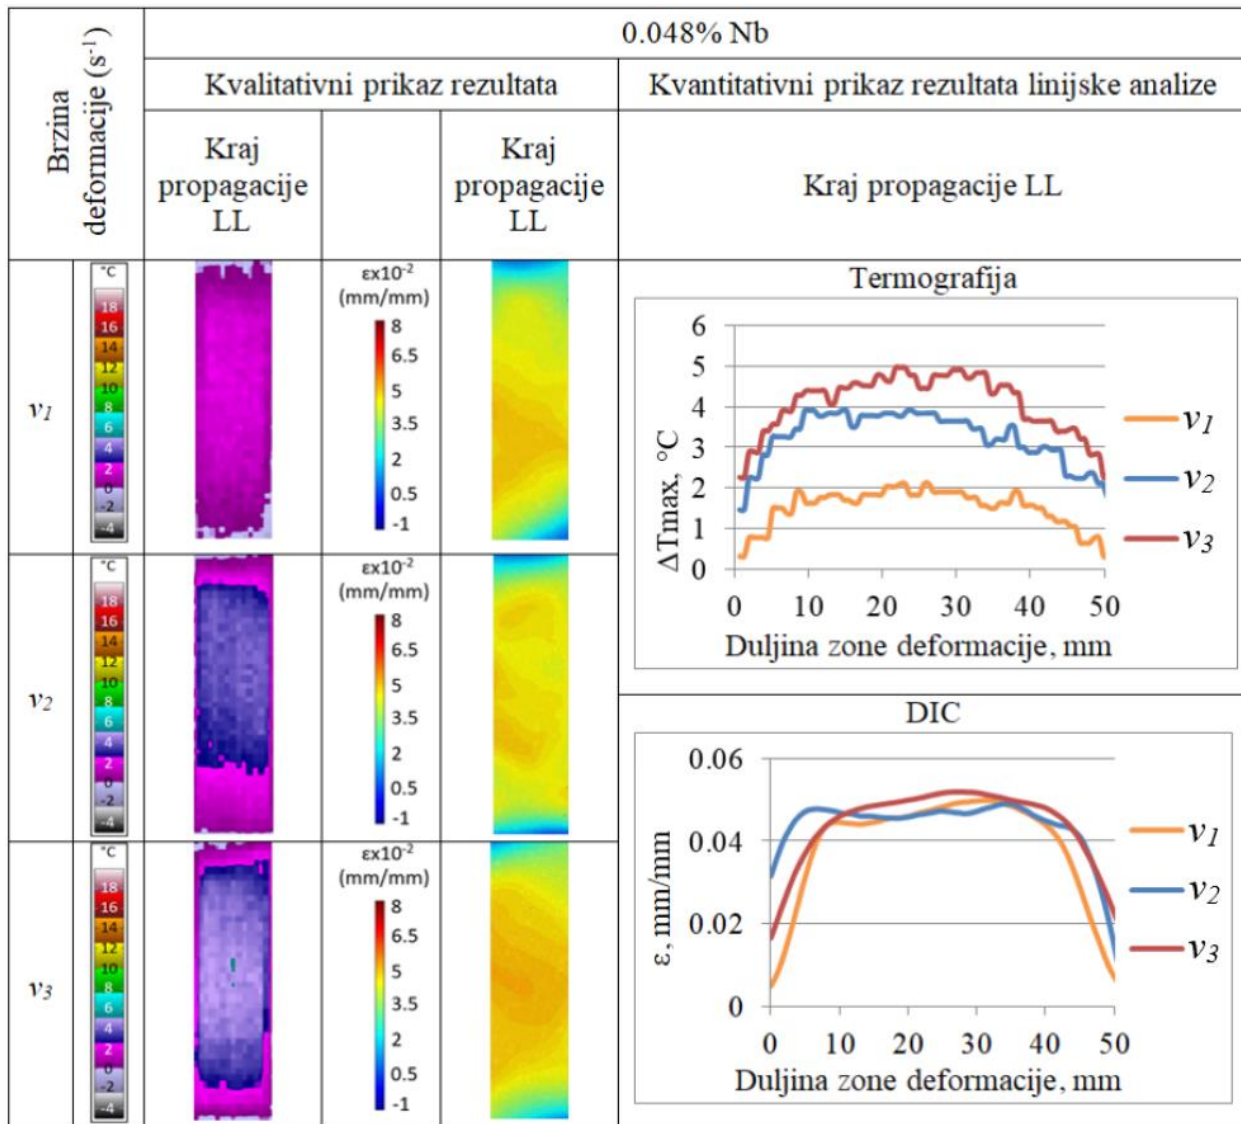 0.048% Nb
Brzina
deformacije (s⁻¹)
Kvalitativni prikaz rezultata
Kvantitativni prikaz rezultata linijske analize
Kraj
propagacije
LL
Kraj
propagacije
LL
Kraj propagacije LL
v₁
°C
18
16
14
12
10
8
6
4
2
0
-2
-4
εx10⁻²
(mm/mm)
8
6.5
5
3.5
2
0.5
-1
v₂
°C
18
16
14
12
10
8
6
4
2
0
-2
-4
εx10⁻²
(mm/mm)
8
6.5
5
3.5
2
0.5
-1
v₃
°C
18
16
14
12
10
8
6
4
2
0
-2
-4
εx10⁻²
(mm/mm)
8
6.5
5
3.5
2
0.5
-1
Termografija
ΔTmax, °C
6
5
4
3
2
1
0
0 10 20 30 40 50
Duljina zone deformacije, mm
v₁
v₂
v₃
DIC
ε, mm/mm
0.06
0.04
0.02
0
0 10 20 30 40 50
Duljina zone deformacije, mm
v₁
v₂
v₃